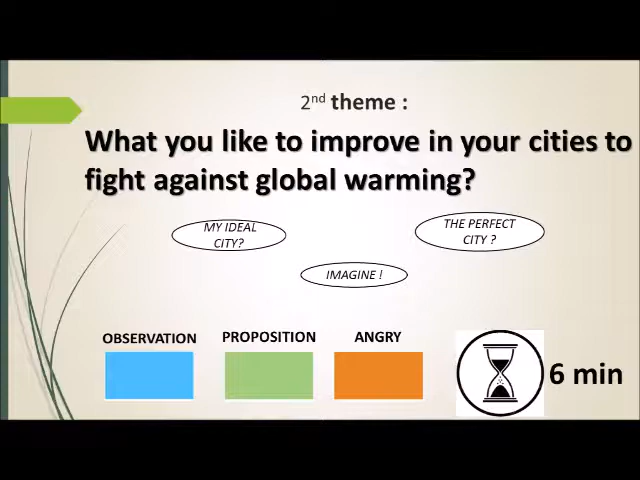 2nd theme :
What you like to improve in your cities to
fight against global warming?
MY IDEAL
CITY?
THE PERFECT
CITY ?
IMAGINE !
OBSERVATION
PROPOSITION
ANGRY
6 min